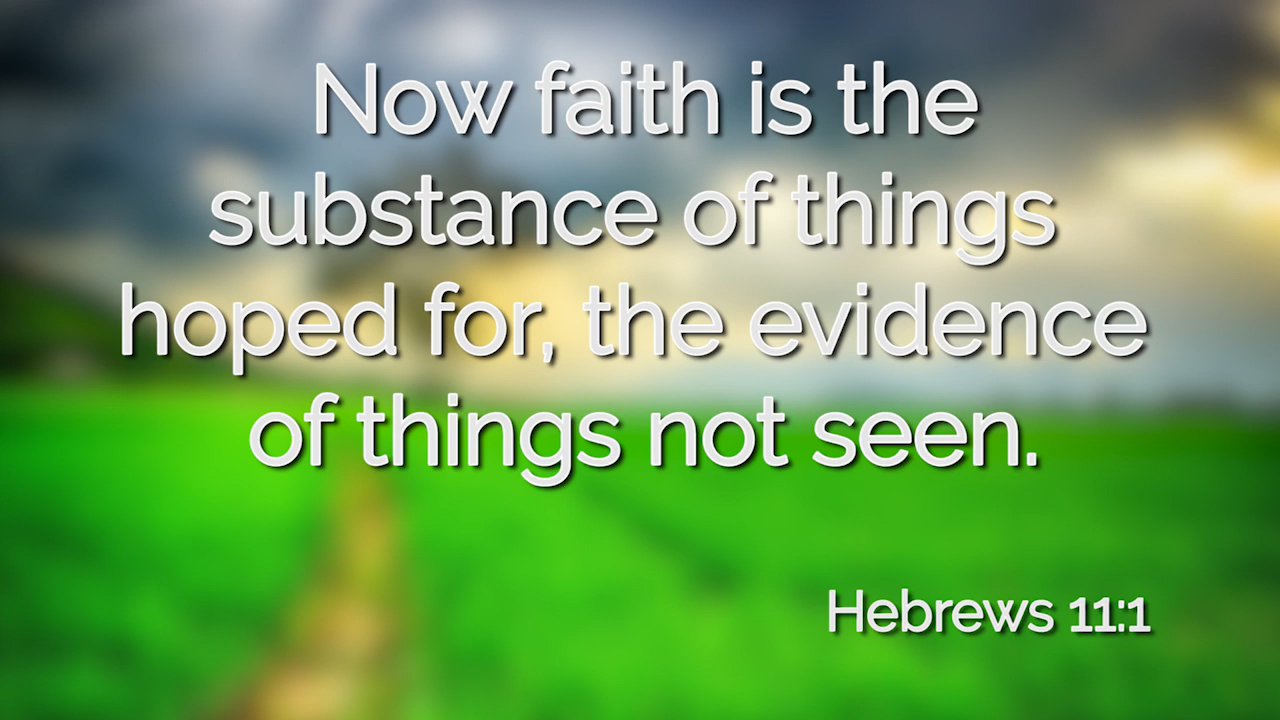 Now faith is the
substance of things
hoped for, the evidence
of things not seen.
Hebrews 11:1